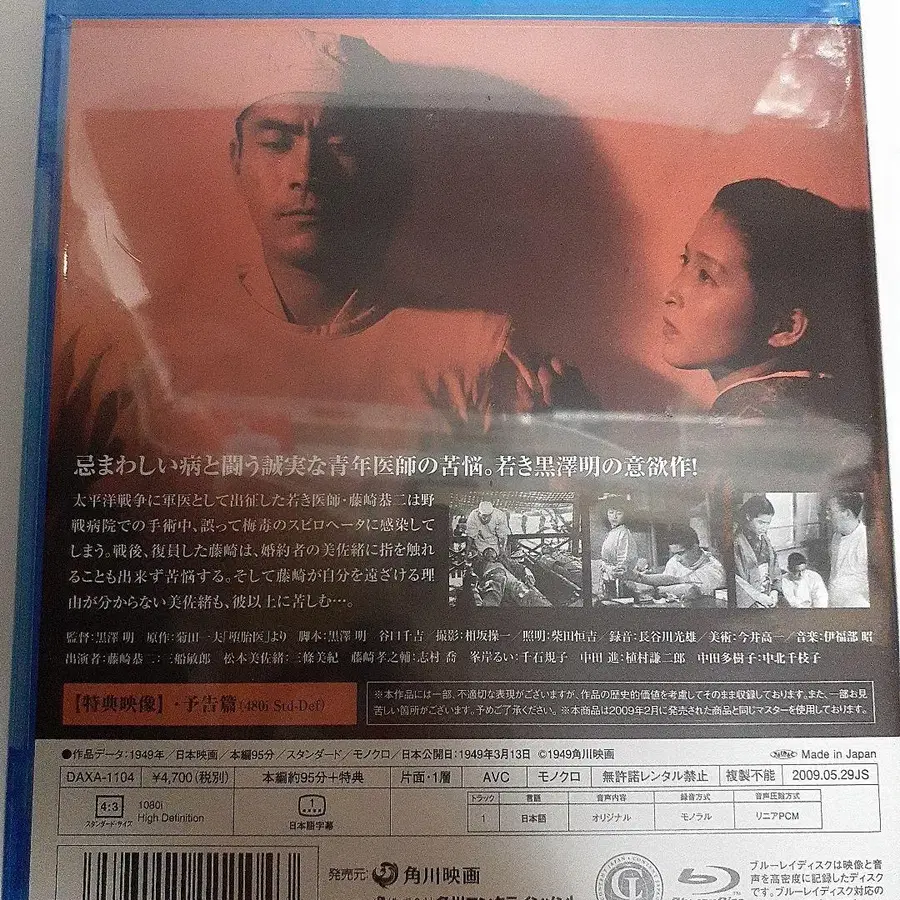 忌まわしい病と闘う誠実な青年医師の苦悩。若き黒澤明の意欲作!
太平洋戦争に軍医として出征した若き医師・藤崎恭二は野
戦病院での手術中、誤って梅毒のスピロヘータに感染して
しまう。戦後、復員した藤崎は、婚約者の美佐緒に指を触れ
ることも出来ず苦悩する。そして藤崎が自分を遠ざける理
由が分からない美佐緒も、彼以上に苦しむ…。
監督:黒澤 明 原作:菊田一夫「堕胎医」より 脚本:黒澤 明 谷口千吉/撮影:相坂操一/照明:柴田恒吉/録音:長谷川光雄/美術:今井高一/音楽:伊福部 昭
出演者:藤崎恭二:三船敏郎 松本美佐緒:三條美紀 藤崎孝之輔:志村 喬 峯岸るい:千石規子 中田 進:植村謙二郎 中田多樹子:中北千枝子
【特典映像】・予告篇(480i Std-Def)
※本作品には一部、不適切な表現がございますが、作品の歴史的価値を考慮してそのまま収録しております。また、一部お見
苦しい箇所がございます。予めご了承ください。※本商品は2009年2月に発売された商品と同じマスターを使用しております。
●作品データ:1949年/日本映画/本編95分/スタンダード/モノクロ/日本公開日:1949年3月13日 ©1949角川映画
Made in Japan
DAXA-1104 ¥4,700(税別) 本編約95分+特典 片面・1層 AVC モノクロ 無許諾レンタル禁止 複製不能 2009.05.29JS
4:3 スタンダード・サイズ
1080i
High Definition
1 日本語字幕
トラック 言語 音声内容 録音方式 音声圧縮方式
1 日本語 オリジナル モノラル リニアPCM
発売元: 角川映画
ブルーレイディスクは映像と音
声を高密度に記録したディスク
です。ブルーレイディスク対応の